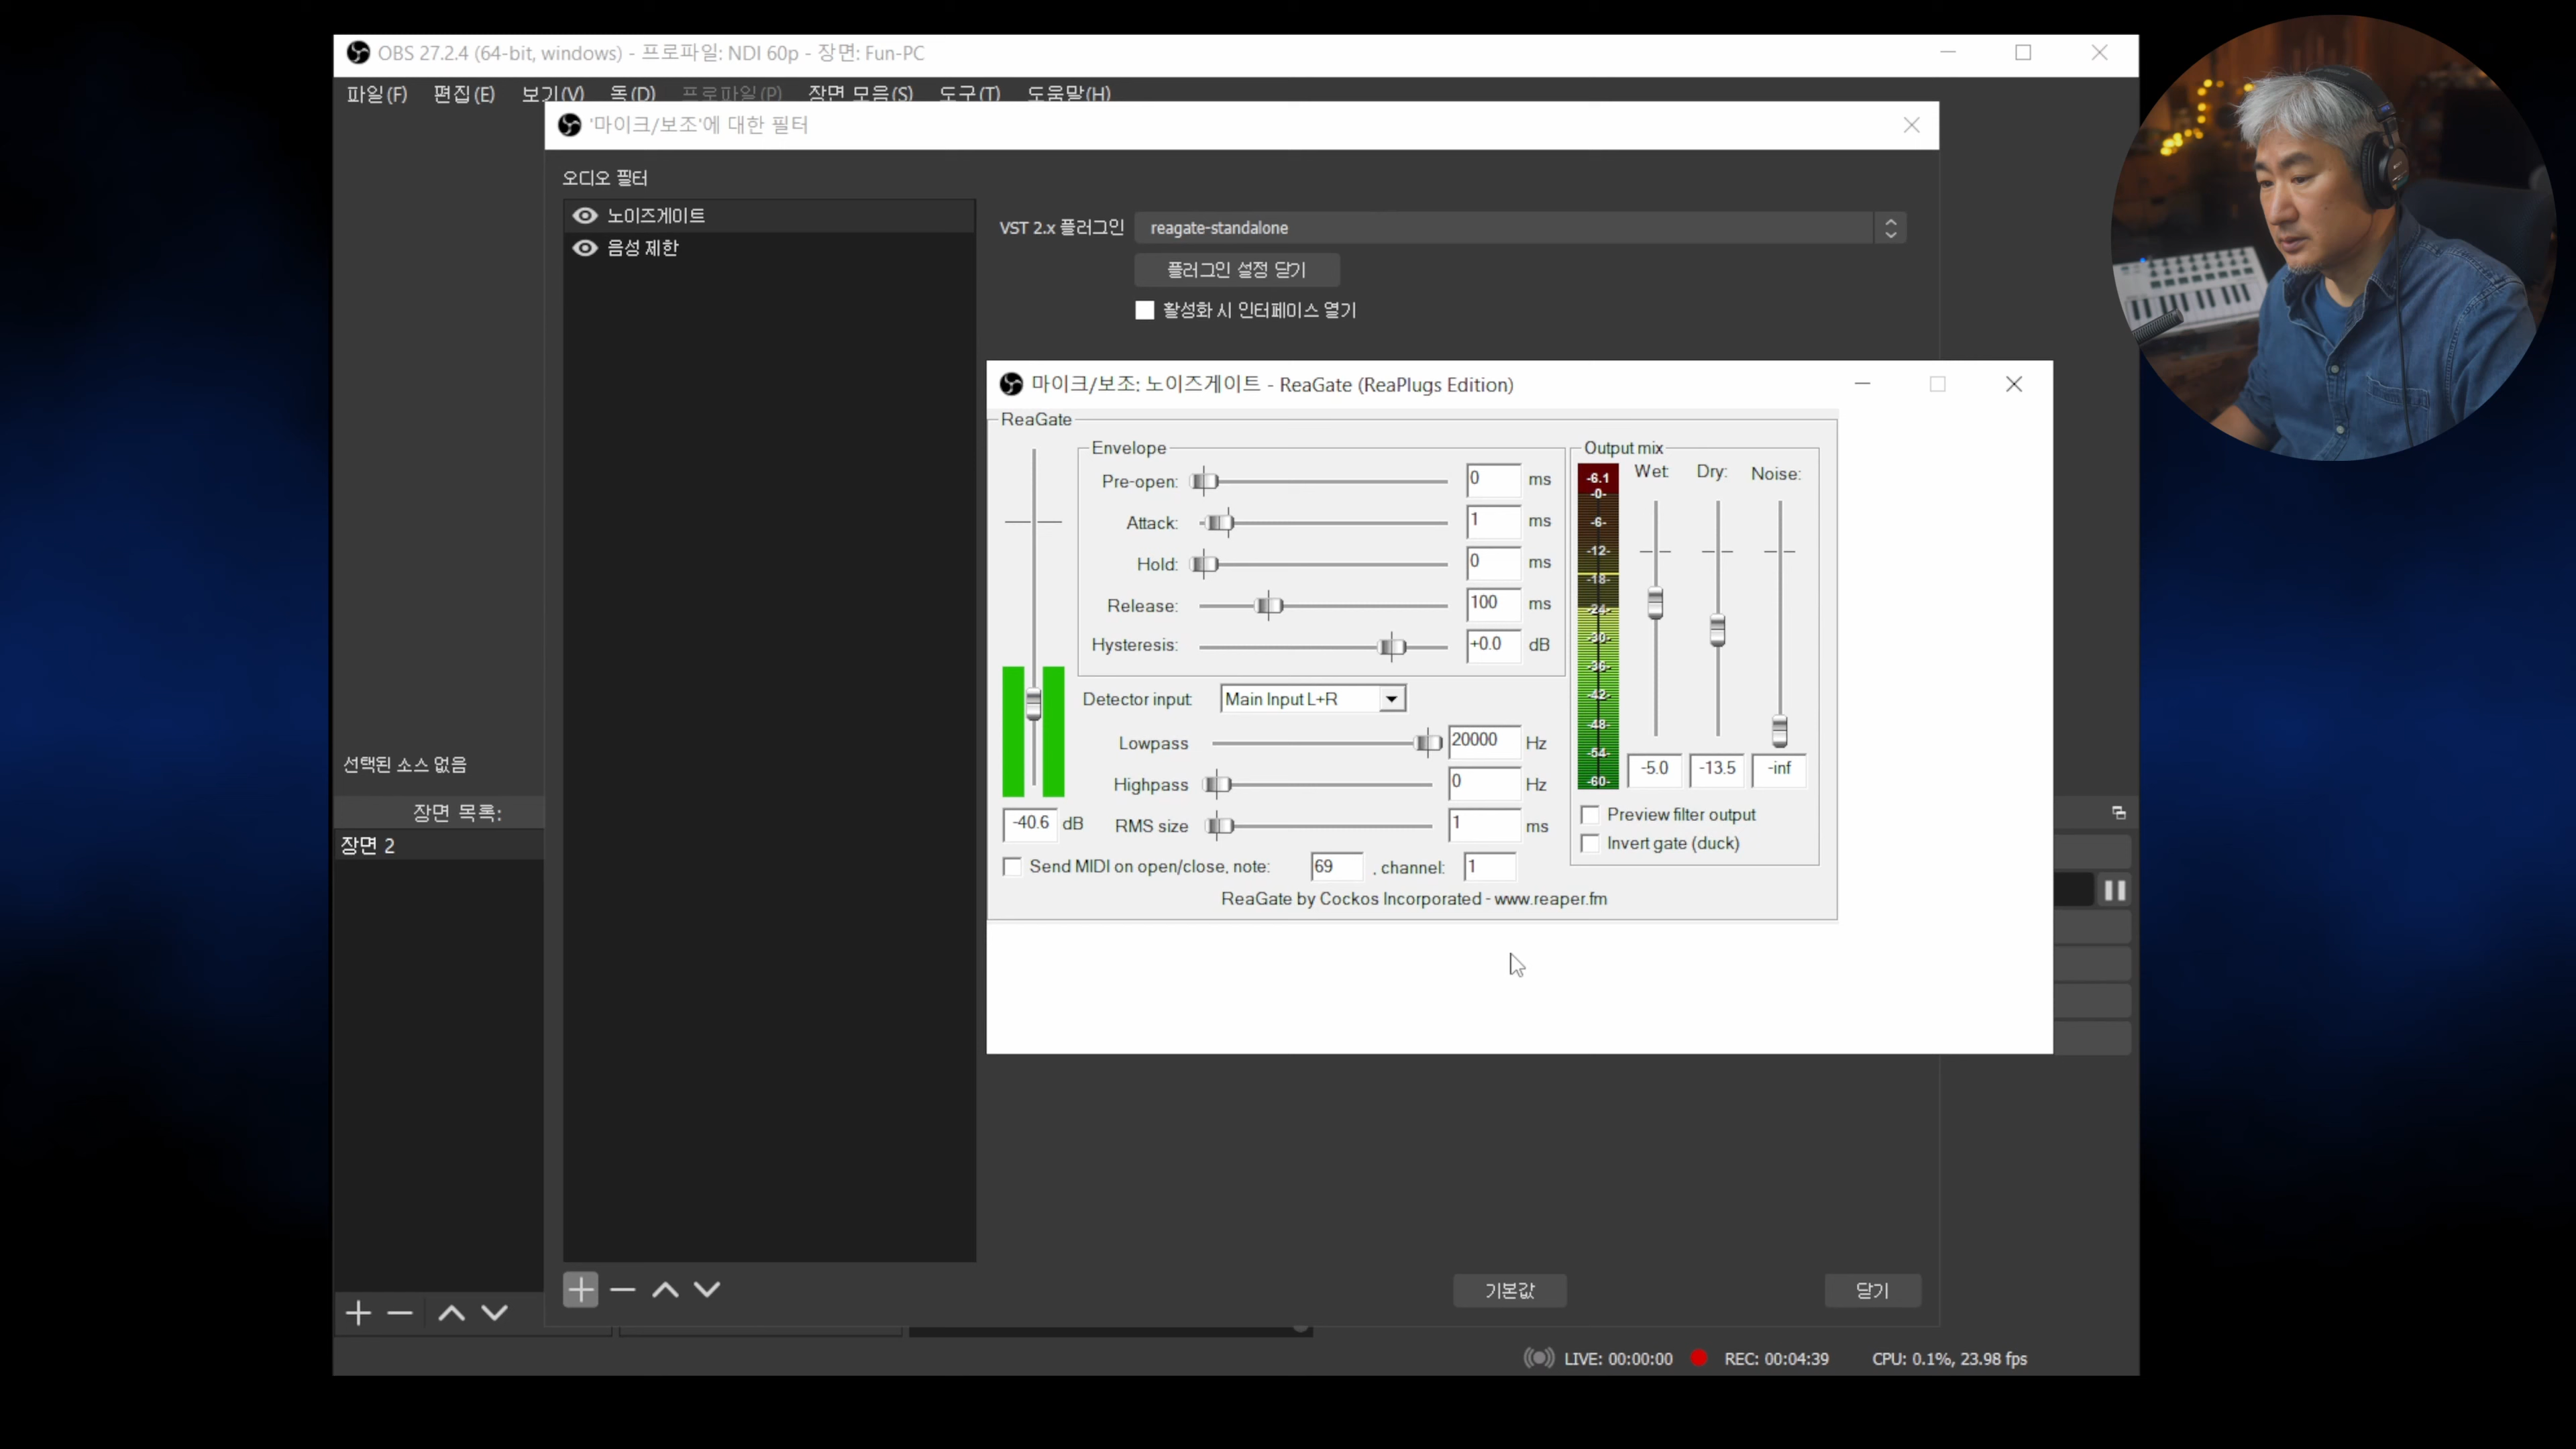 OBS 27.2.4 (64-bit, windows) - 프로파일: NDI 60p - 장면: Fun-PC
파일(F) 편집(E) 보기(V) 독(D) 프로파일(P) 장면 모음(S) 도구(T) 도움말(H)
'마이크/보조'에 대한 필터
오디오 필터
노이즈게이트
음성 제한
VST 2.x 플러그인 reagate-standalone
플러그인 설정 닫기
활성화 시 인터페이스 열기
마이크/보조: 노이즈게이트 - ReaGate (ReaPlugs Edition)
ReaGate
Envelope
Pre-open: 0 ms
Attack: 1 ms
Hold: 0 ms
Release: 100 ms
Hysteresis: +0.0 dB
Detector input: Main Input L+R
Lowpass 20000 Hz
Highpass 0 Hz
-40.6 dB
RMS size 1 ms
Output mix
Wet: Dry: Noise:
-6.1
-0-
-6-
-12-
-18-
-24-
-30-
-36-
-42-
-48-
-54-
-60-
-5.0 -13.5 -inf
Preview filter output
Invert gate (duck)
Send MIDI on open/close, note: 69 , channel: 1
ReaGate by Cockos Incorporated - www.reaper.fm
선택된 소스 없음
장면 목록:
장면 2
기본값 닫기
LIVE: 00:00:00 REC: 00:04:39 CPU: 0.1%, 23.98 fps